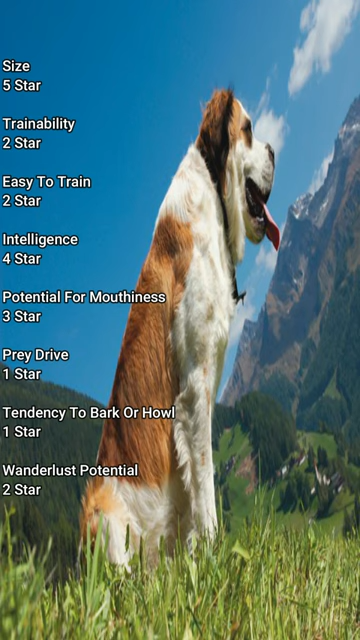 Size
5 Star
Trainability
2 Star
Easy To Train
2 Star
Intelligence
4 Star
Potential For Mouthiness
3 Star
Prey Drive
1 Star
Tendency To Bark Or Howl
1 Star
Wanderlust Potential
2 Star